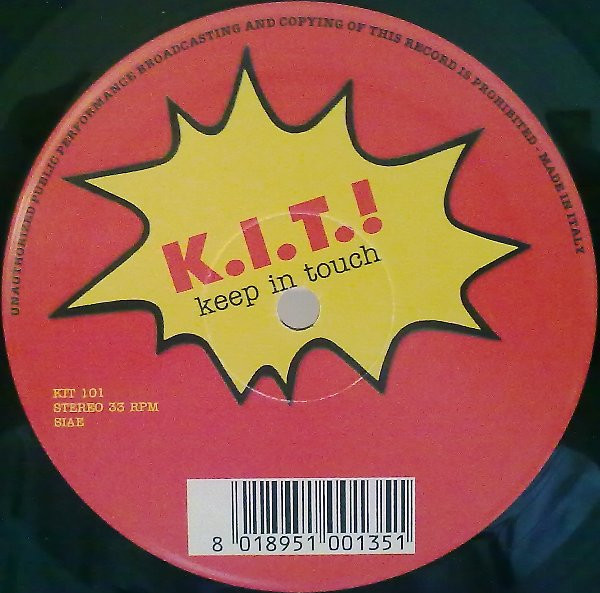 UNAUTHORIZED PUBLIC PERFORMANCE BROADCASTING AND COPYING OF THIS RECORD IS PROHIBITED - MADE IN ITALY
K.I.T.!
keep in touch
KIT 101
STEREO 33 RPM
SIAE
8 018951 001351